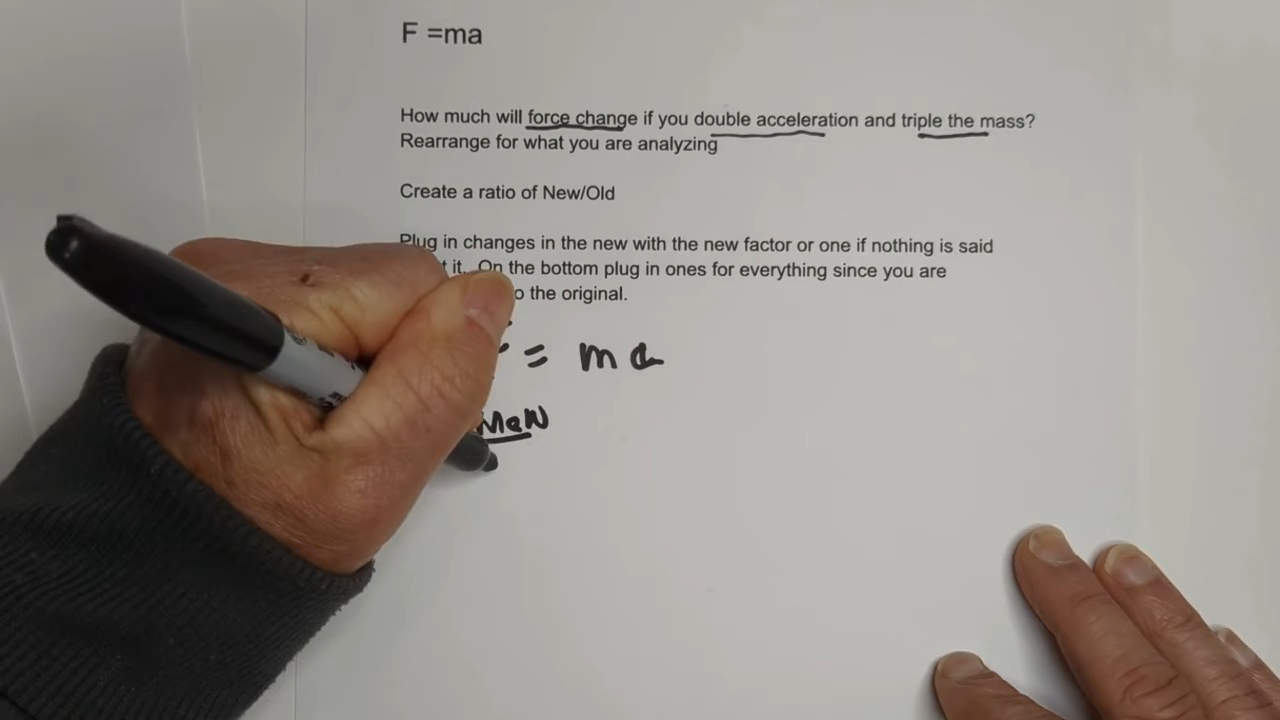 F =ma
How much will force change if you double acceleration and triple the mass?
Rearrange for what you are analyzing
Create a ratio of New/Old
Plug in changes in the new with the new factor or one if nothing is said
it. On the bottom plug in ones for everything since you are
the original.
= ma
New